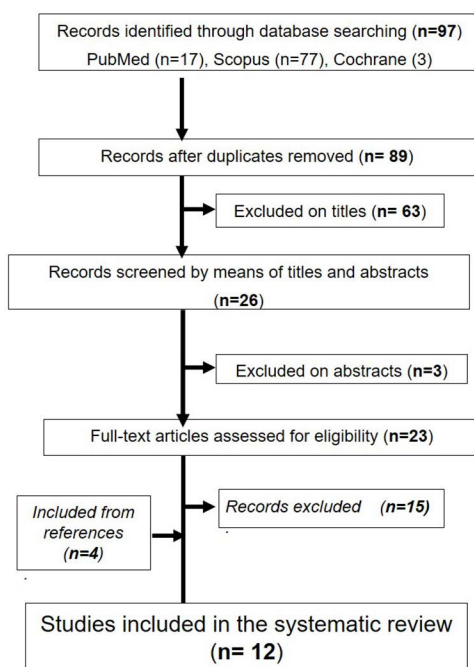 Records identified through database searching (n=97)
PubMed (n=17), Scopus (n=77), Cochrane (3)
Records after duplicates removed (n= 89)
Excluded on titles (n= 63)
Records screened by means of titles and abstracts
(n=26)
Excluded on abstracts (n=3)
Full-text articles assessed for eligibility (n=23)
Records excluded (n=15)
Included from
references
(n=4)
Studies included in the systematic review
(n= 12)